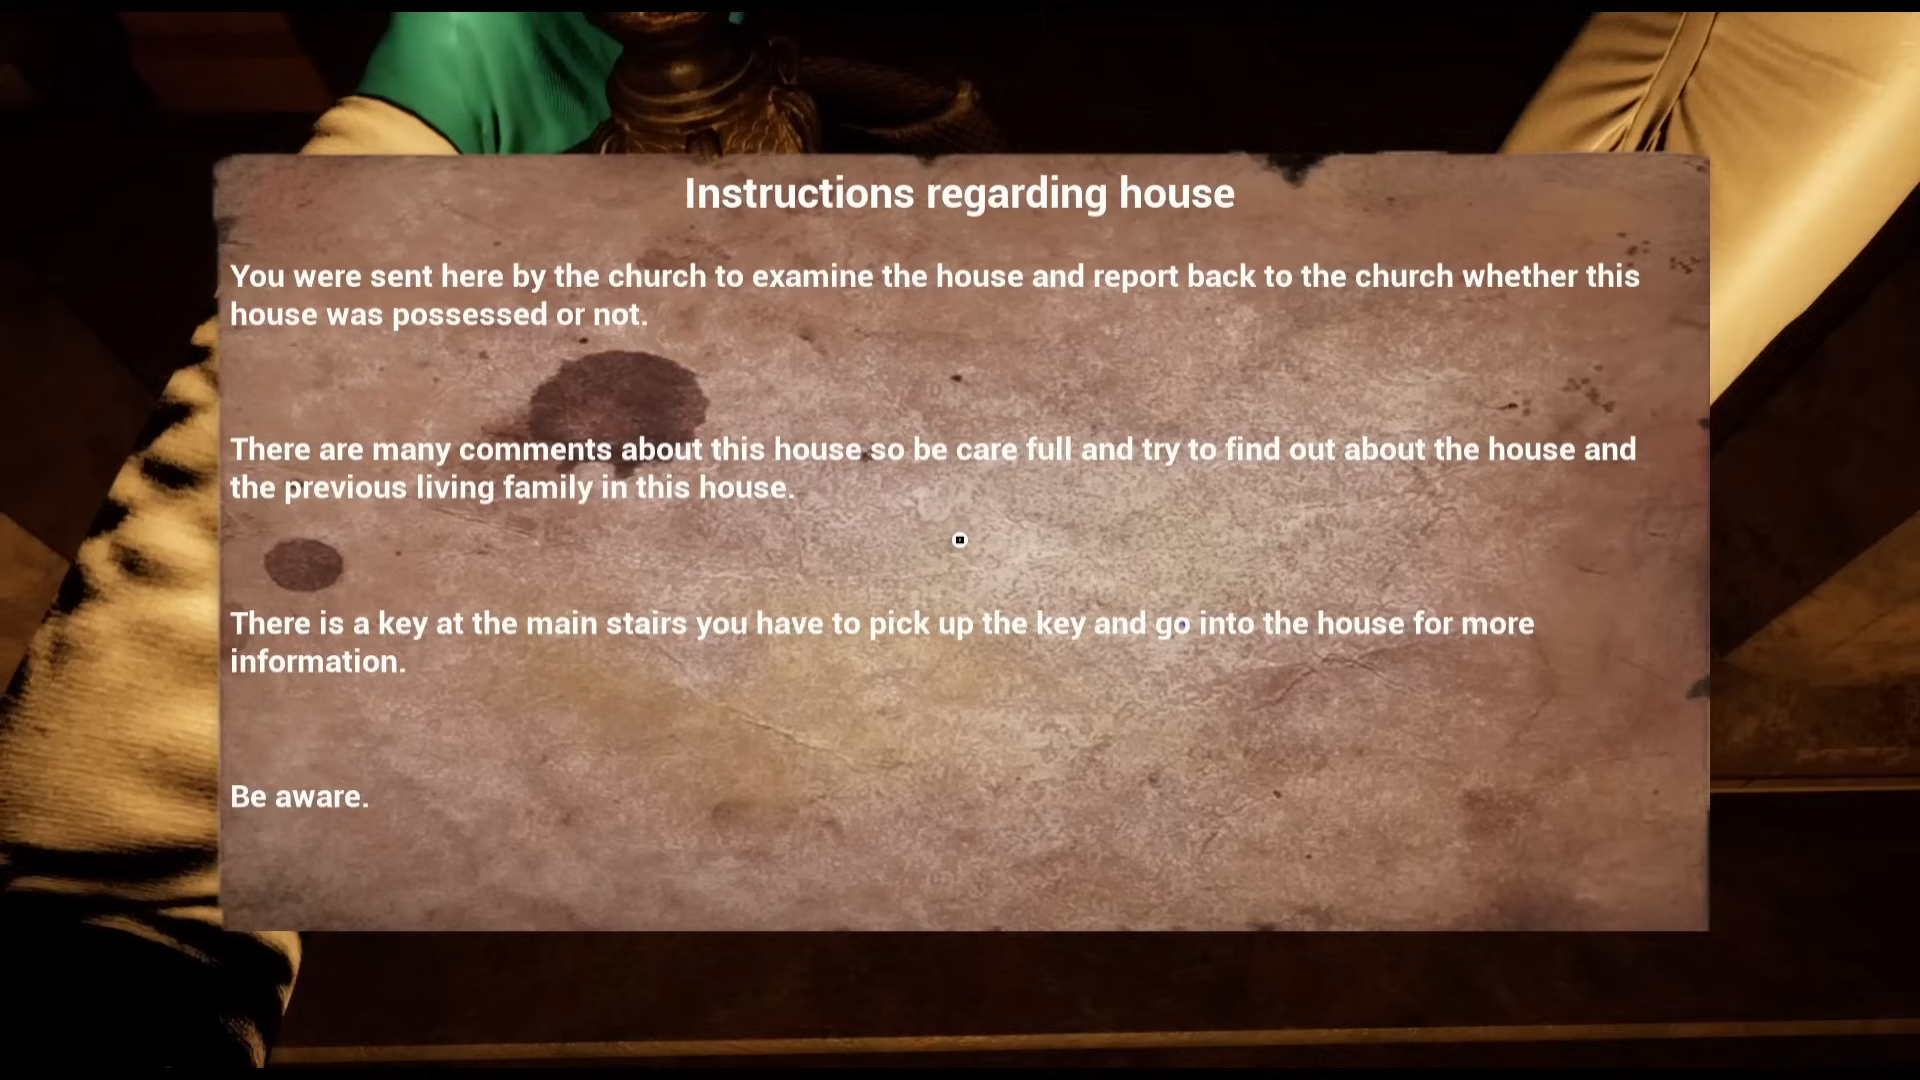 Instructions regarding house
You were sent here by the church to examine the house and report back to the church whether this
house was possessed or not.
There are many comments about this house so be care full and try to find out about the house and
the previous living family in this house.
There is a key at the main stairs you have to pick up the key and go into the house for more
information.
Be aware.